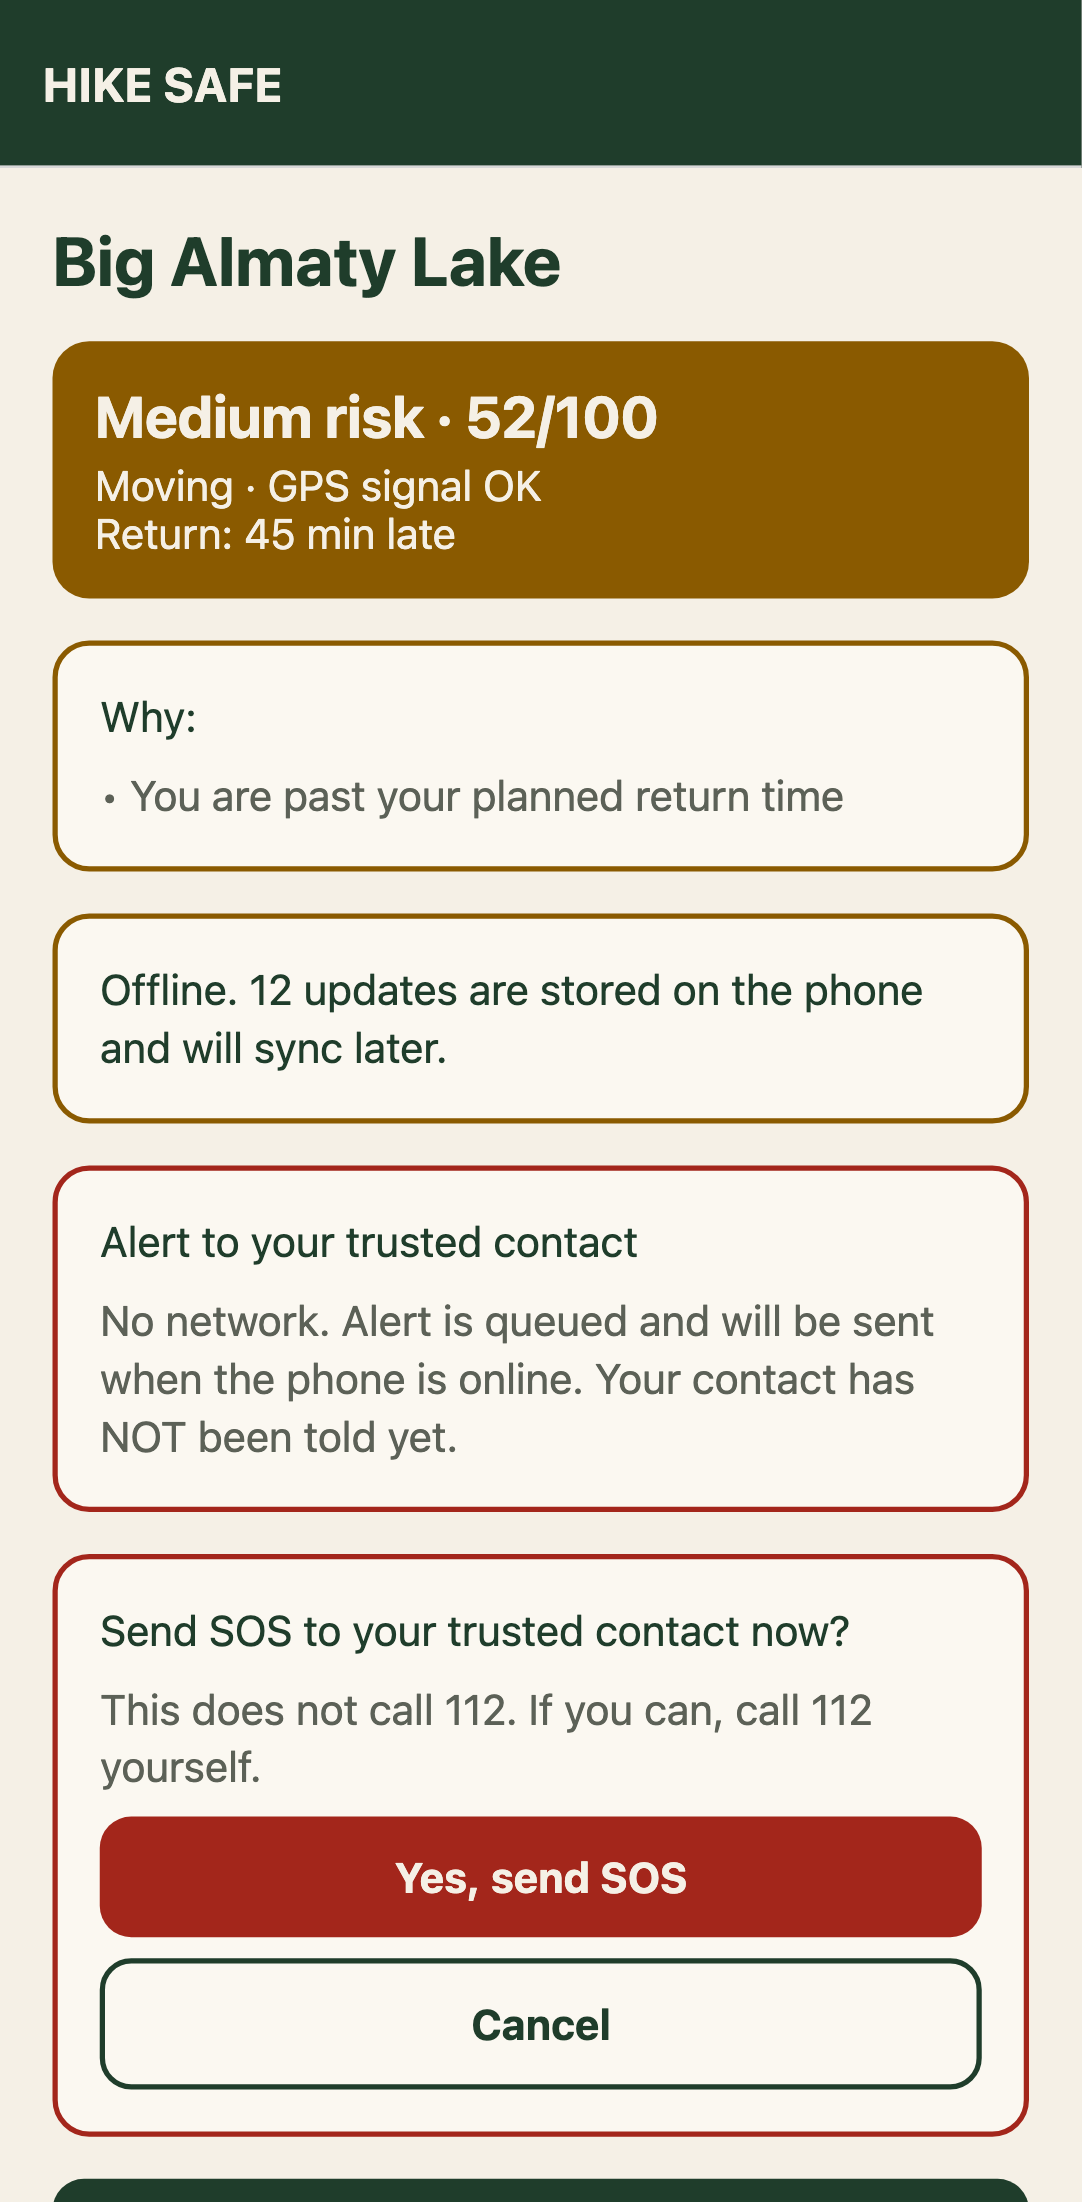 HIKE SAFE
Big Almaty Lake
Medium risk · 52/100
Moving · GPS signal OK
Return: 45 min late
Why:
• You are past your planned return time
Offline. 12 updates are stored on the phone
and will sync later.
Alert to your trusted contact
No network. Alert is queued and will be sent
when the phone is online. Your contact has
NOT been told yet.
Send SOS to your trusted contact now?
This does not call 112. If you can, call 112
yourself.
Yes, send SOS
Cancel